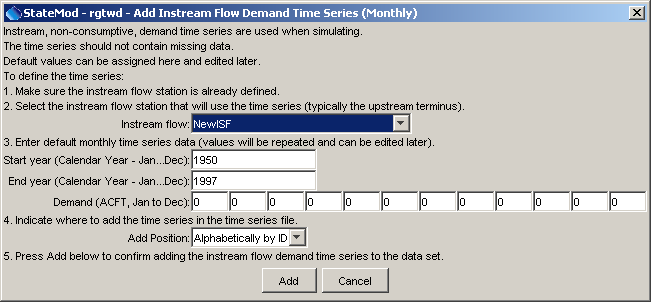 StateMod - rgtwd - Add Instream Flow Demand Time Series (Monthly)
Instream, non-consumptive, demand time series are used when simulating.
The time series should not contain missing data.
Default values can be assigned here and edited later.
To define the time series:
1. Make sure the instream flow station is already defined.
2. Select the instream flow station that will use the time series (typically the upstream terminus).
Instream flow: NewISF
3. Enter default monthly time series data (values will be repeated and can be edited later).
Start year (Calendar Year - Jan...Dec): 1950
End year (Calendar Year - Jan...Dec): 1997
Demand (ACFT, Jan to Dec): 0 0 0 0 0 0 0 0 0 0 0 0
4. Indicate where to add the time series in the time series file.
Add Position: Alphabetically by ID
5. Press Add below to confirm adding the instream flow demand time series to the data set.
Add Cancel